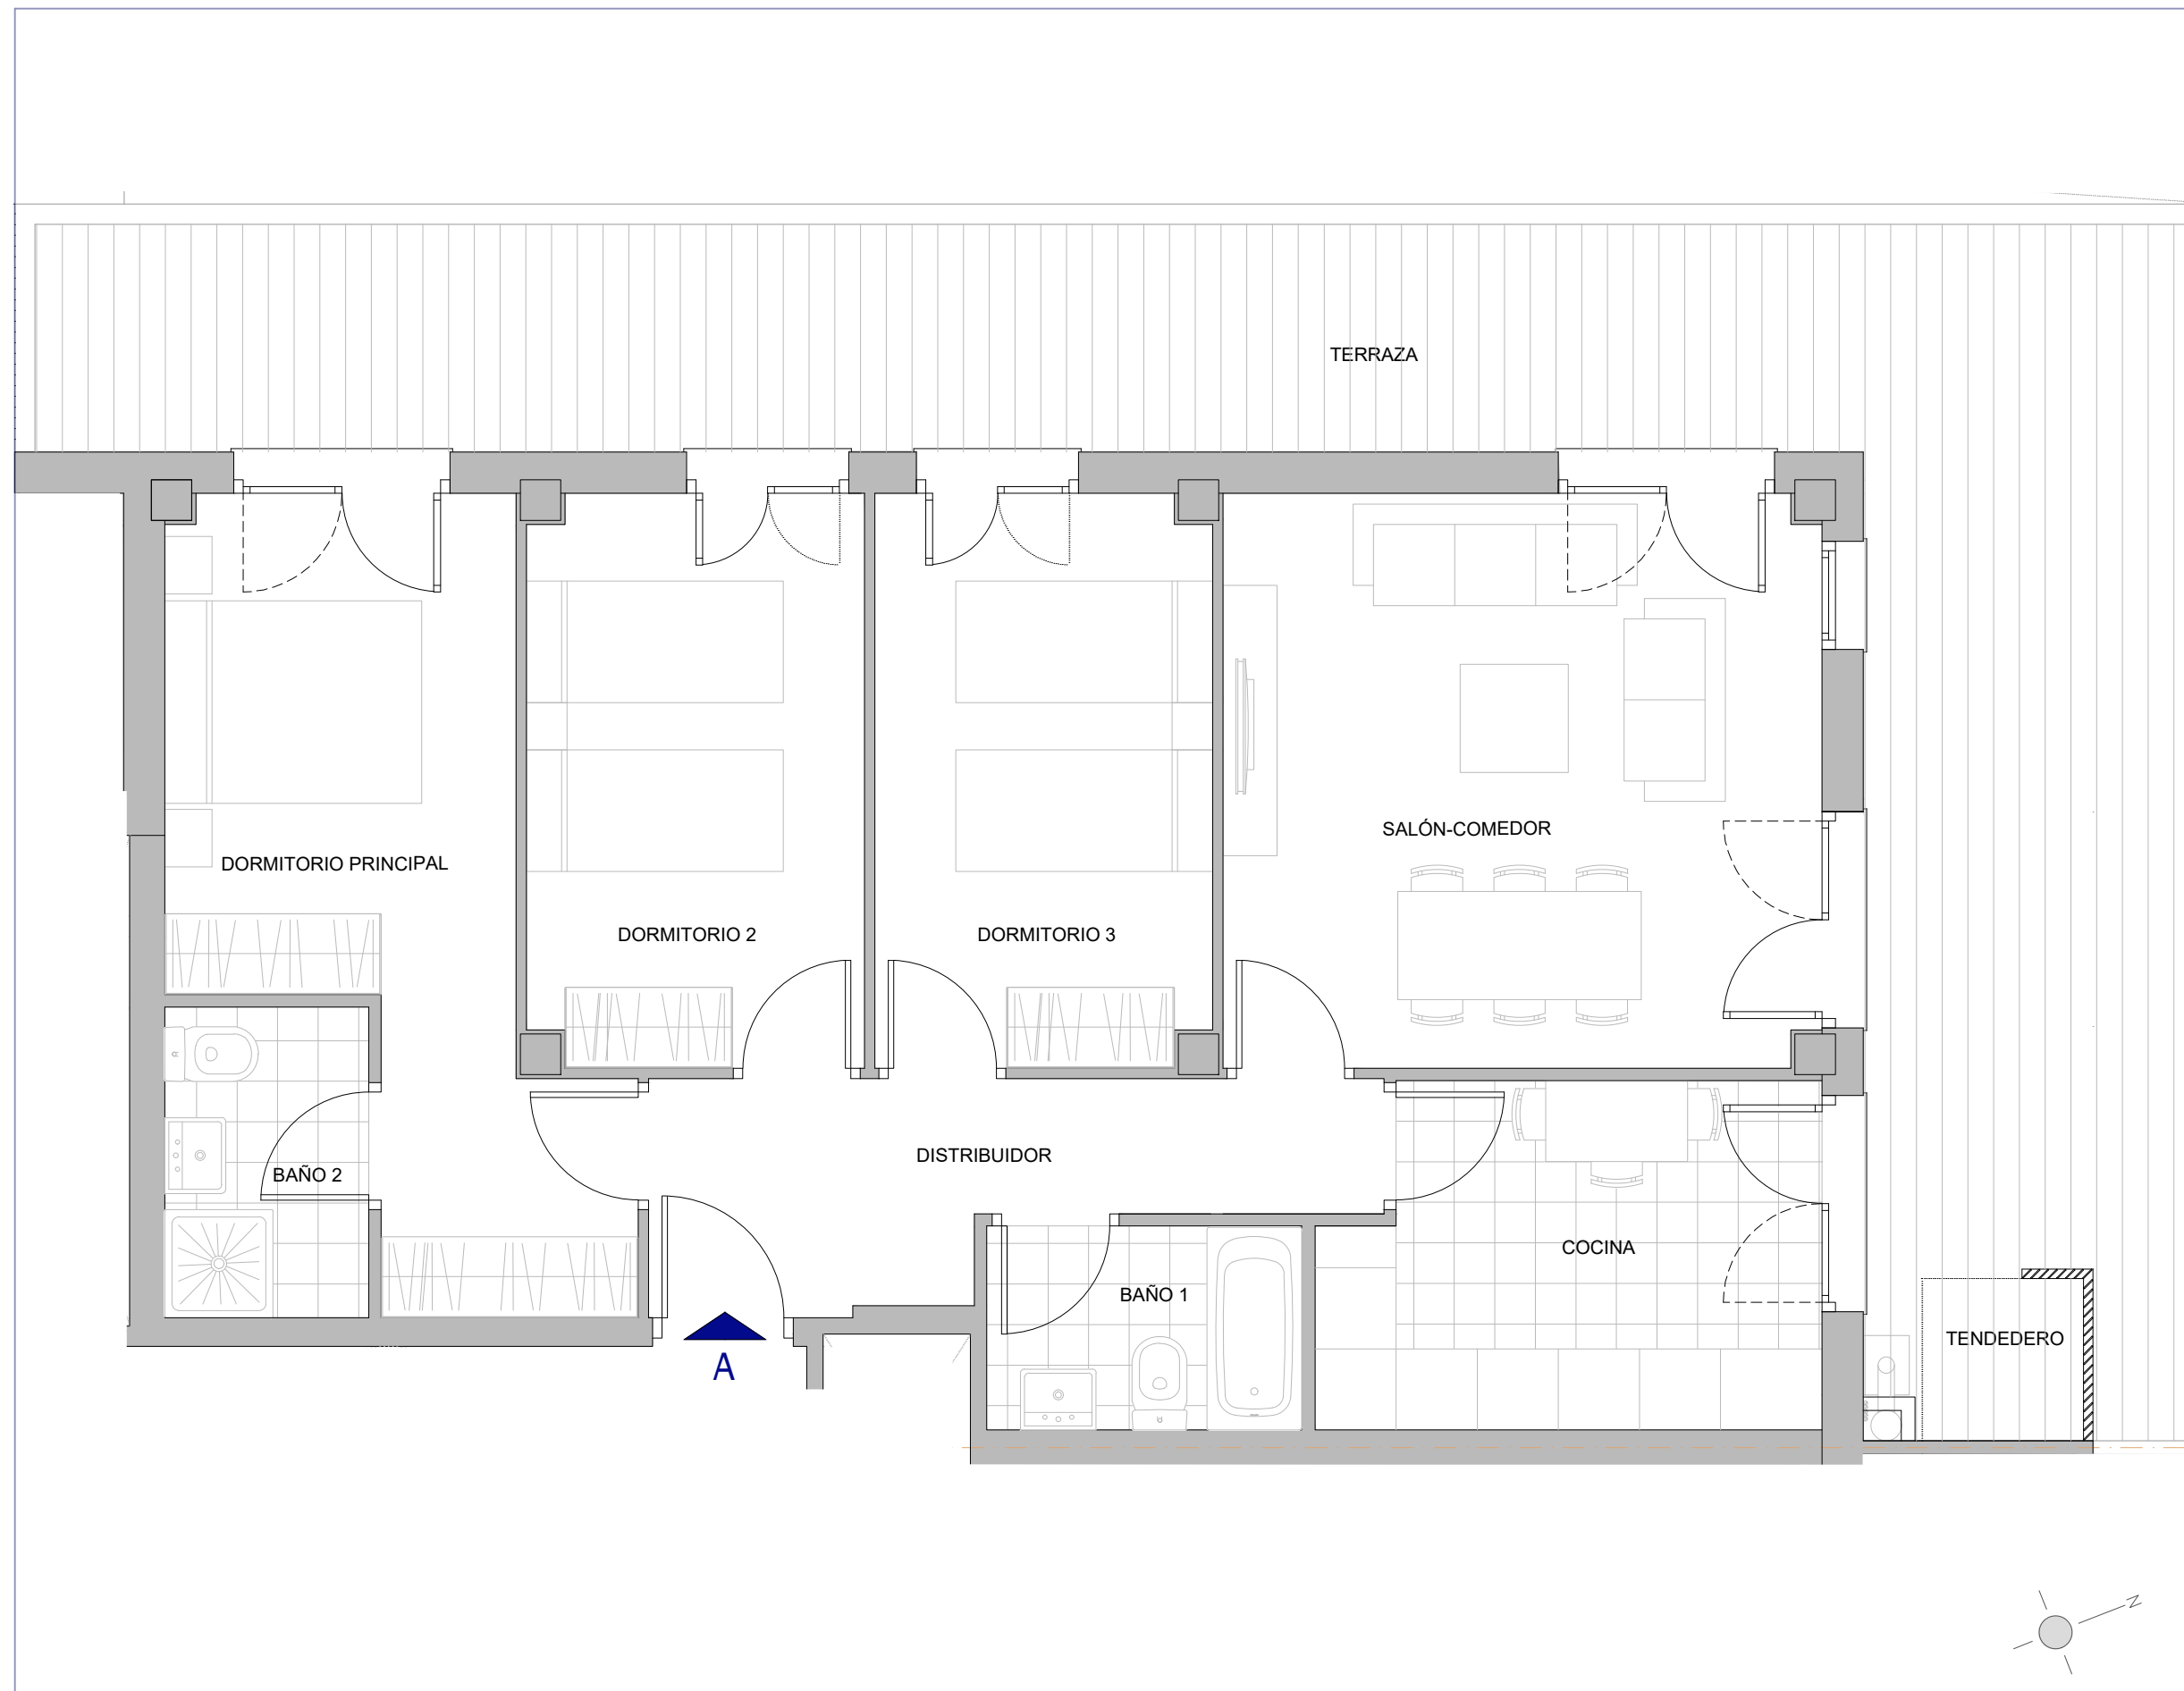 TERRAZA
SALÓN-COMEDOR
DORMITORIO PRINCIPAL
DORMITORIO 2
DORMITORIO 3
DISTRIBUIDOR
BAÑO 2
COCINA
BAÑO 1
TENDEDERO
A
N